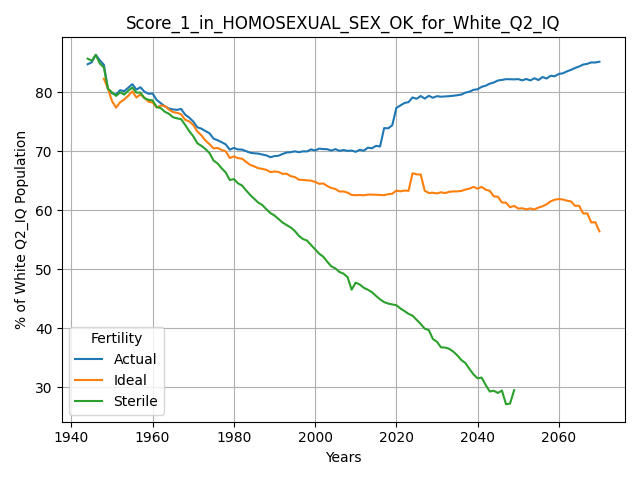 Score_1_in_HOMOSEXUAL_SEX_OK_for_White_Q2_IQ
% of White Q2_IQ Population
80
70
60
50
40
30
Fertility
Actual
Ideal
Sterile
1940 1960 1980 2000 2020 2040 2060
Years